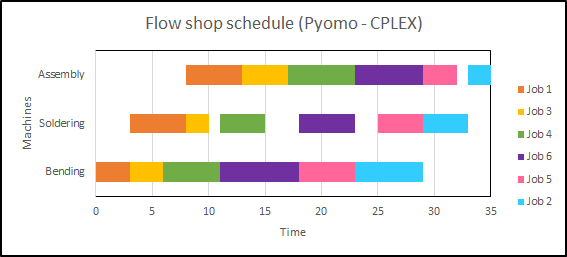 Flow shop schedule (Pyomo - CPLEX)
Machines
Assembly
Soldering
Bending
0 5 10 15 20 25 30 35
Time
Job 1
Job 3
Job 4
Job 6
Job 5
Job 2